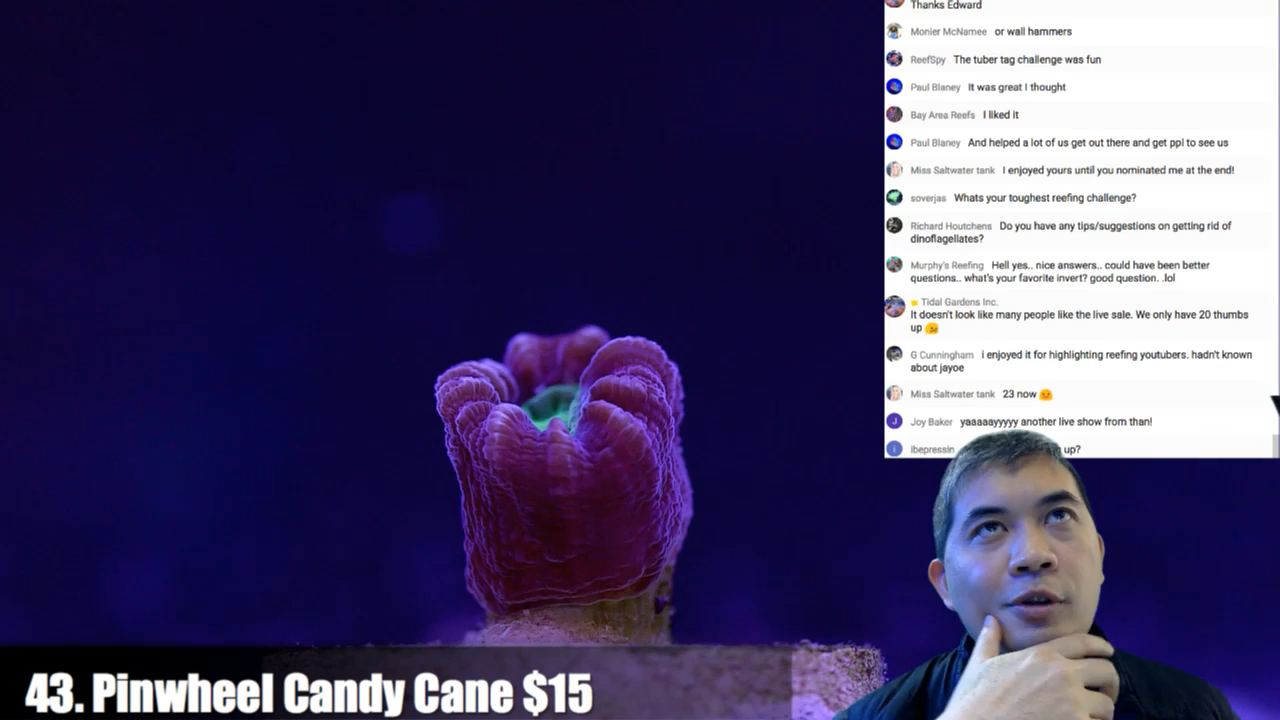 Thanks Edward
Monier McNamee or wall hammers
ReefSpy The tuber tag challenge was fun
Paul Blaney It was great I thought
Bay Area Reefs I liked it
Paul Blaney And helped a lot of us get out there and get ppl to see us
Miss Saltwater tank I enjoyed yours until you nominated me at the end!
soverjas Whats your toughest reefing challenge?
Richard Houtchens Do you have any tips/suggestions on getting rid of
dinoflagellates?
Murphy's Reefing Hell yes.. nice answers.. could have been better
questions.. what's your favorite invert? good question. .lol
Tidal Gardens Inc.
It doesn't look like many people like the live sale. We only have 20 thumbs
up
G Cunningham i enjoyed it for highlighting reefing youtubers. hadn't known
about jayoe
Miss Saltwater tank 23 now
J Joy Baker yaaaaayyyyy another live show from than!
ibepressin up?
43. Pinwheel Candy Cane $15